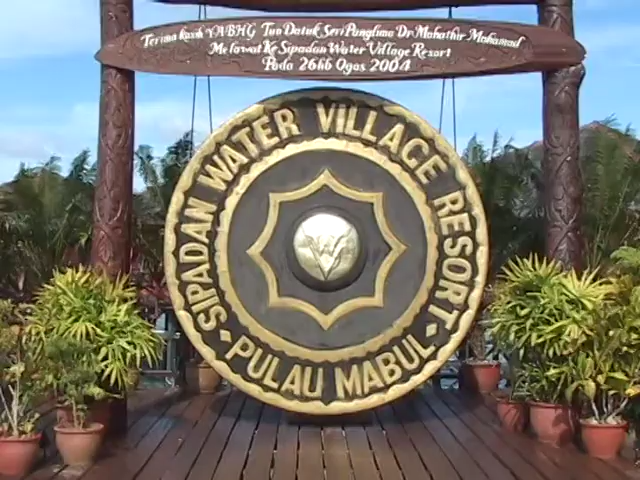 Terima kasih YABHG Tun Datuk Seri Panglima Dr Mahathir Mohamad
Melawat Ke Sipadan Water Village Resort
Pada 26hb Ogos 2004
SIPADAN WATER VILLAGE RESORT
PULAU MABUL